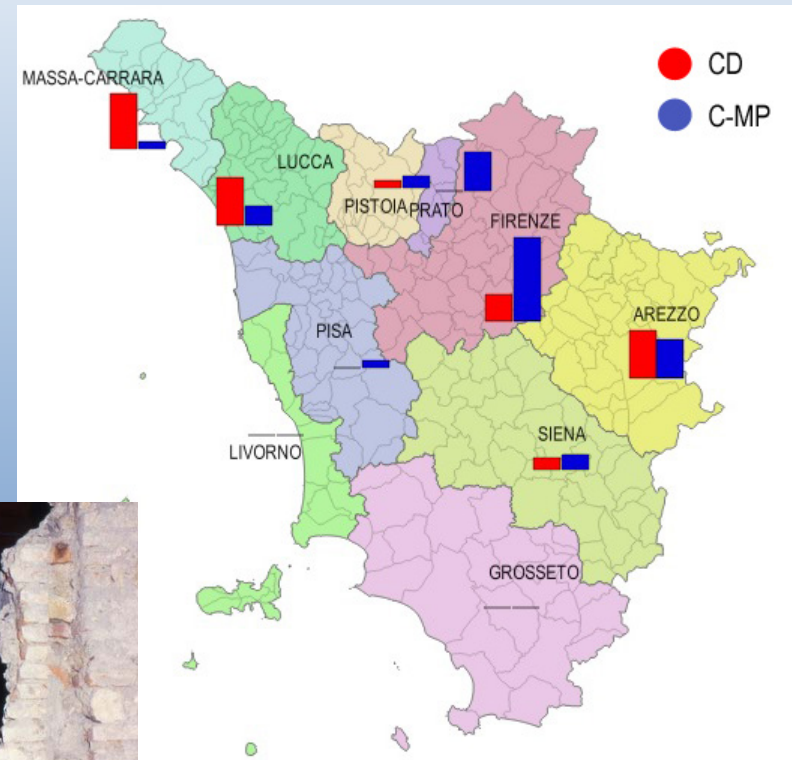 CD
MASSA-CARRARA
C-MP
LUCCA
PISTOIA
PRATO
FIRENZE
AREZZO
PISA
SIENA
LIVORNO
GROSSETO